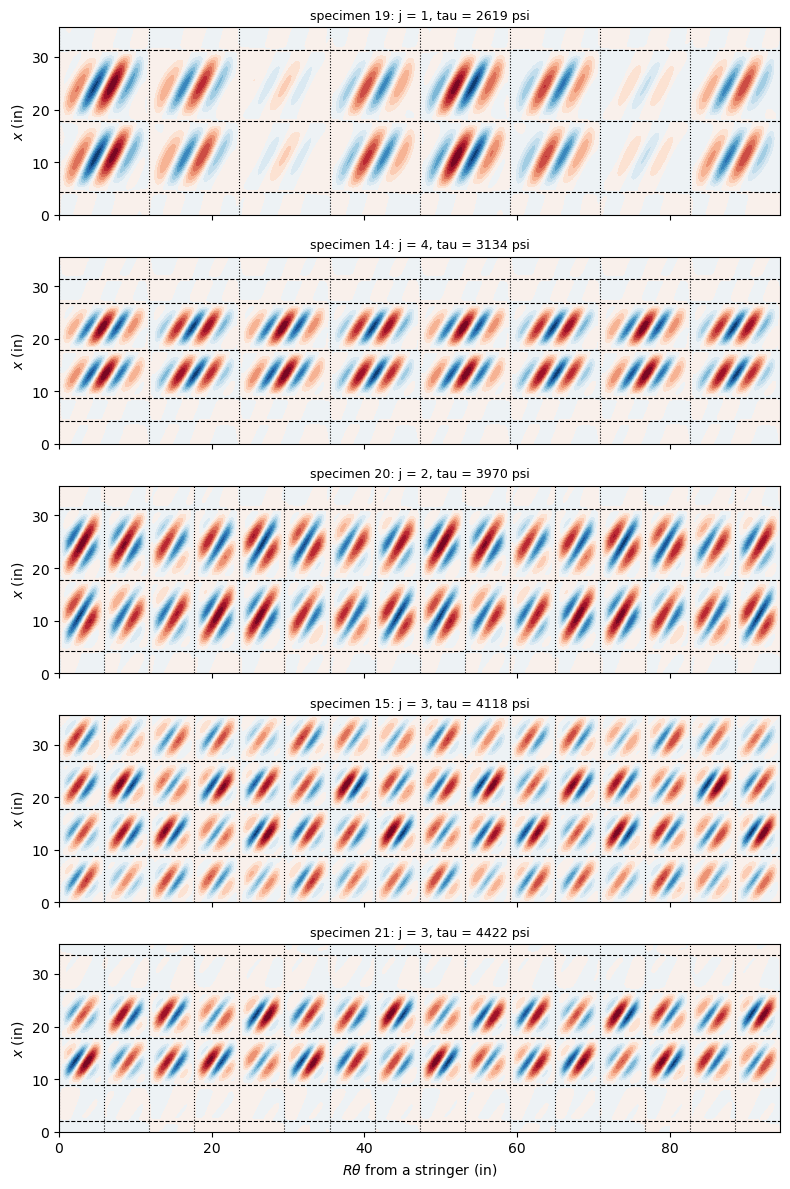 specimen 19: j = 1, tau = 2619 psi
30
20
10
0
x (in)
specimen 14: j = 4, tau = 3134 psi
30
20
10
0
x (in)
specimen 20: j = 2, tau = 3970 psi
30
20
10
0
x (in)
specimen 15: j = 3, tau = 4118 psi
30
20
10
0
x (in)
specimen 21: j = 3, tau = 4422 psi
30
20
10
0
x (in)
0 20 40 60 80
Rθ from a stringer (in)